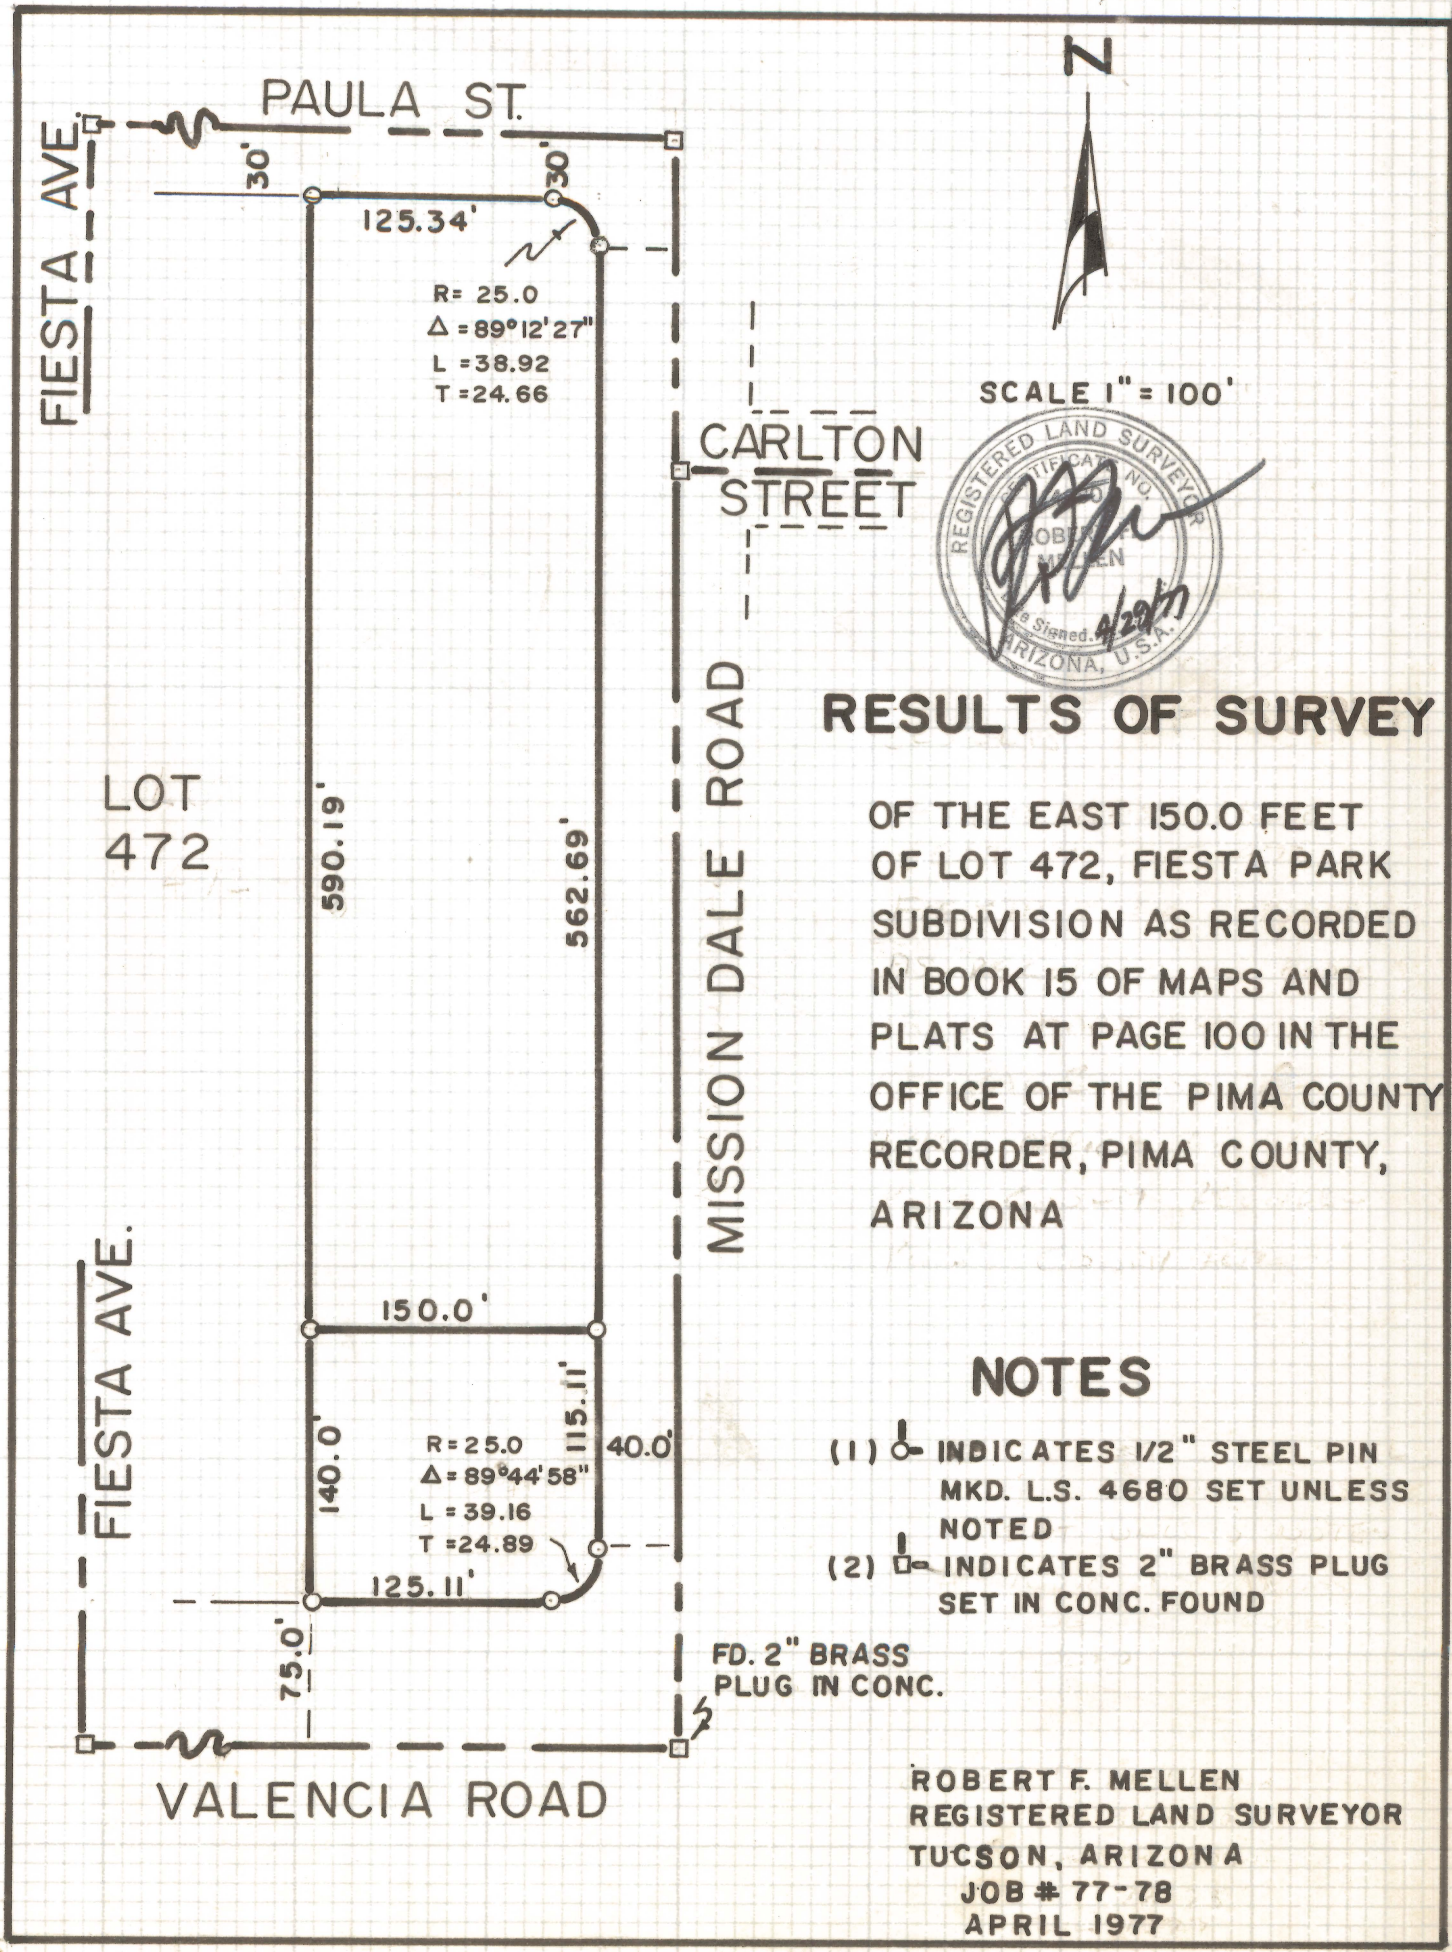 PAULA ST.
N
FIESTA AVE.
30'
30'
125.34'
R= 25.0
Δ =89°12'27"
L =38.92
T =24.66
SCALE 1"= 100'
CARLTON
STREET
REGISTERED LAND SURVEYOR
CERTIFICATE NO.
ROBERT F.
MELLEN
Signed. 4/29/77
ARIZONA, U.S.A.
MISSION DALE ROAD
LOT
472
590.19'
562.69'
RESULTS OF SURVEY
OF THE EAST 150.0 FEET
OF LOT 472, FIESTA PARK
SUBDIVISION AS RECORDED
IN BOOK 15 OF MAPS AND
PLATS AT PAGE 100 IN THE
OFFICE OF THE PIMA COUNTY
RECORDER, PIMA COUNTY,
ARIZONA
FIESTA AVE.
150.0'
140.0'
115.11'
40.0'
R= 25.0
Δ= 89°44'58"
L = 39.16
T =24.89
125.11'
75.0'
NOTES
(1) INDICATES 1/2" STEEL PIN
MKD. L.S. 4680 SET UNLESS
NOTED
(2) INDICATES 2" BRASS PLUG
SET IN CONC. FOUND
FD. 2" BRASS
PLUG IN CONC.
VALENCIA ROAD
ROBERT F. MELLEN
REGISTERED LAND SURVEYOR
TUCSON, ARIZONA
JOB # 77-78
APRIL 1977